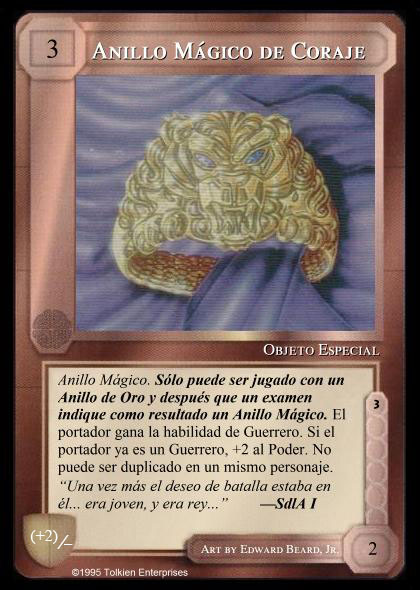 3
Anillo Mágico de Coraje
Objeto Especial
Anillo Mágico. Sólo puede ser jugado con un
Anillo de Oro y después que un examen
indique como resultado un Anillo Mágico. El
portador gana la habilidad de Guerrero. Si el
portador ya es un Guerrero, +2 al Poder. No
puede ser duplicado en un mismo personaje.
“Una vez más el deseo de batalla estaba en
él... era joven, y era rey...” —SdlA I
3
(+2)/–
Art by Edward Beard, Jr.
2
©1995 Tolkien Enterprises